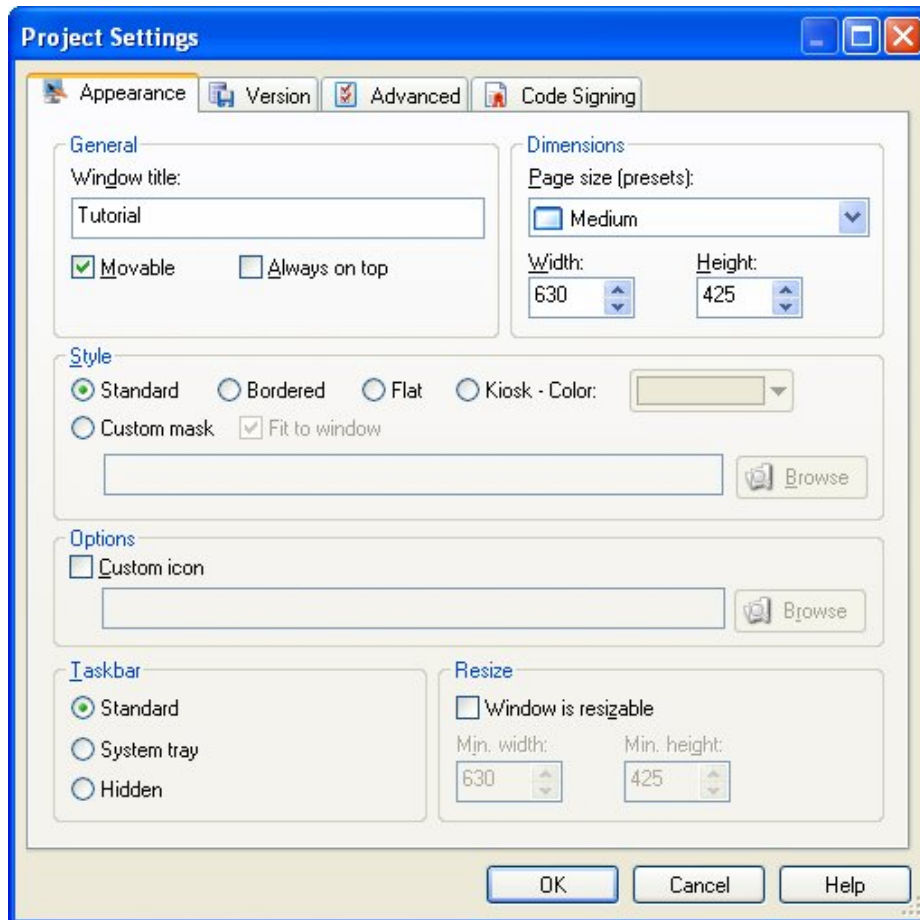 Project Settings
Appearance Version Advanced Code Signing
General
Window title:
Tutorial
Movable Always on top
Dimensions
Page size (presets):
Medium
Width: Height:
630 425
Style
Standard Bordered Flat Kiosk - Color:
Custom mask Fit to window
Browse
Options
Custom icon
Browse
Taskbar
Standard
System tray
Hidden
Resize
Window is resizable
Min. width: Min. height:
630 425
OK Cancel Help